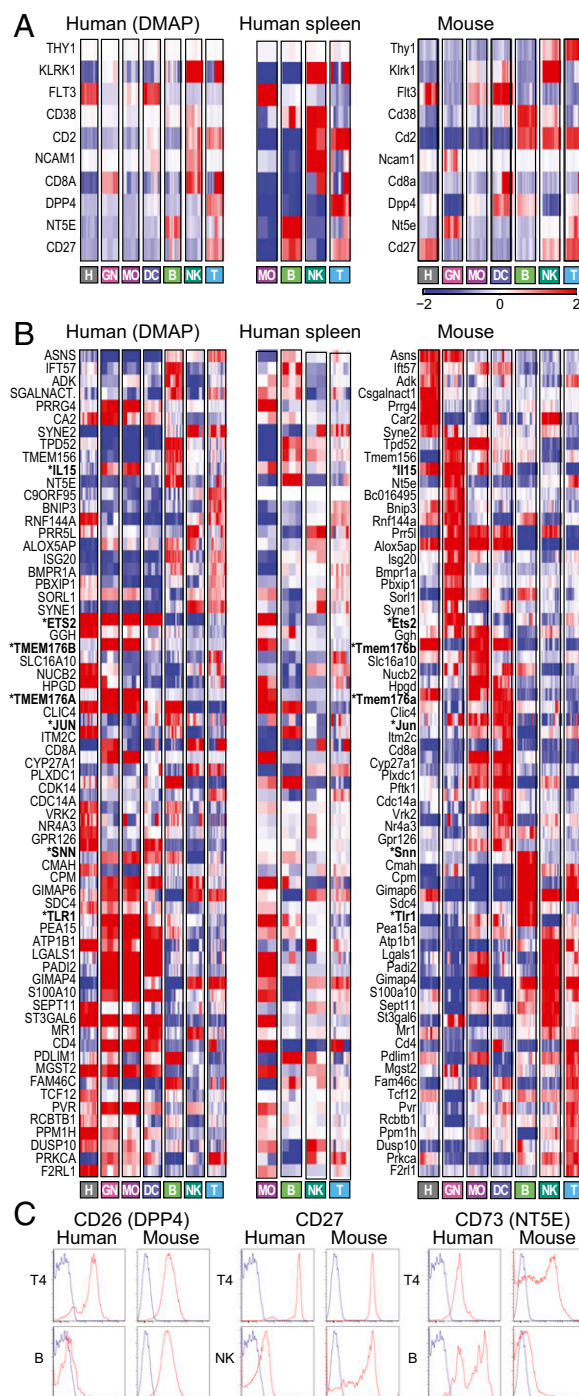 A
Human (DMAP) Human spleen Mouse
THY1 Thy1
KLRK1 Klrk1
FLT3 Flt3
CD38 Cd38
CD2 Cd2
NCAM1 Ncam1
CD8A Cd8a
DPP4 Dpp4
NT5E Nt5e
CD27 Cd27
H GN MO DC B NK T MO B NK T H GN MO DC B NK T
−2 0 2
B
Human (DMAP) Human spleen Mouse
ASNS Asns
IFT57 Ift57
ADK Adk
SGALNACT. Csgalnact1
PRRG4 Prrg4
CA2 Car2
SYNE2 Syne2
TPD52 Tpd52
TMEM156 Tmem156
*IL15 *Il15
NT5E Nt5e
C9ORF95 Bc016495
BNIP3 Bnip3
RNF144A Rnf144a
PRR5L Prr5l
ALOX5AP Alox5ap
ISG20 Isg20
BMPR1A Bmpr1a
PBXIP1 Pbxip1
SORL1 Sorl1
SYNE1 Syne1
*ETS2 *Ets2
GGH Ggh
*TMEM176B *Tmem176b
SLC16A10 Slc16a10
NUCB2 Nucb2
HPGD Hpgd
*TMEM176A *Tmem176a
CLIC4 Clic4
*JUN *Jun
ITM2C Itm2c
CD8A Cd8a
CYP27A1 Cyp27a1
PLXDC1 Plxdc1
CDK14 Pftk1
CDC14A Cdc14a
VRK2 Vrk2
NR4A3 Nr4a3
GPR126 Gpr126
*SNN *Snn
CMAH Cmah
CPM Cpm
GIMAP6 Gimap6
SDC4 Sdc4
*TLR1 *Tlr1
PEA15 Pea15a
ATP1B1 Atp1b1
LGALS1 Lgals1
PADI2 Padi2
GIMAP4 Gimap4
S100A10 S100a10
SEPT11 Sept11
ST3GAL6 St3gal6
MR1 Mr1
CD4 Cd4
PDLIM1 Pdlim1
MGST2 Mgst2
FAM46C Fam46c
TCF12 Tcf12
PVR Pvr
RCBTB1 Rcbtb1
PPM1H Ppm1h
DUSP10 Dusp10
PRKCA Prkca
F2RL1 F2rl1
H GN MO DC B NK T MO B NK T H GN MO DC B NK T
C
CD26 (DPP4) CD27 CD73 (NT5E)
Human Mouse Human Mouse Human Mouse
T4 T4 T4
B NK B